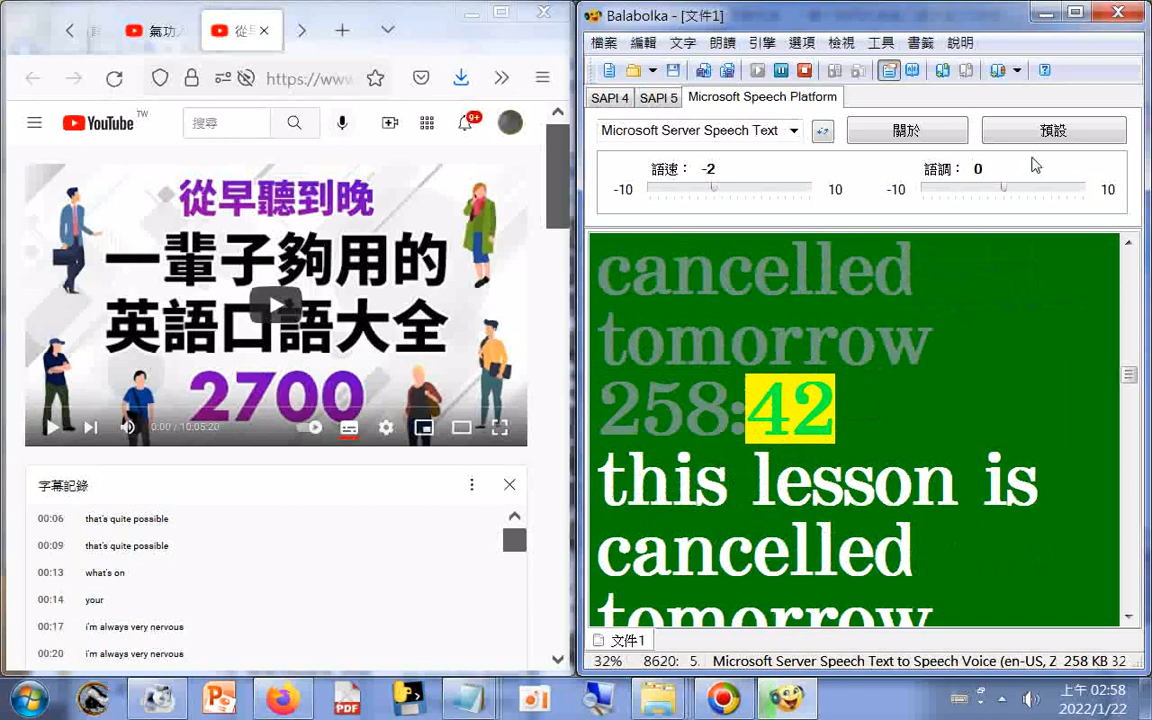 氣功
從
https://www.
YouTube TW
搜尋
9+
從早聽到晚
一輩子夠用的
英語口語大全
2700
0:00 / 10:05:20
字幕記錄
00:06 that's quite possible
00:09 that's quite possible
00:13 what's on
00:14 your
00:17 i'm always very nervous
00:20 i'm always very nervous
Balabolka - [文件1]
檔案 編輯 文字 朗讀 引擎 選項 檢視 工具 書籤 說明
SAPI 4 SAPI 5 Microsoft Speech Platform
Microsoft Server Speech Text 關於 預設
語速： -2 語調： 0
-10 10 -10 10
cancelled
tomorrow
258:42
this lesson is
cancelled
tomorrow
文件1
32% 8620: 5. Microsoft Server Speech Text to Speech Voice (en-US, Z 258 KB 32
PDF
上午 02:58
2022/1/22